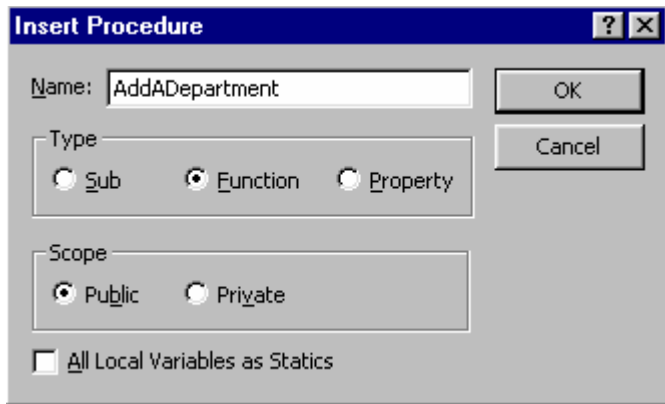 Insert Procedure ? X
Name: AddADepartment OK
Type Cancel
Sub Function Property
Scope
Public Private
All Local Variables as Statics